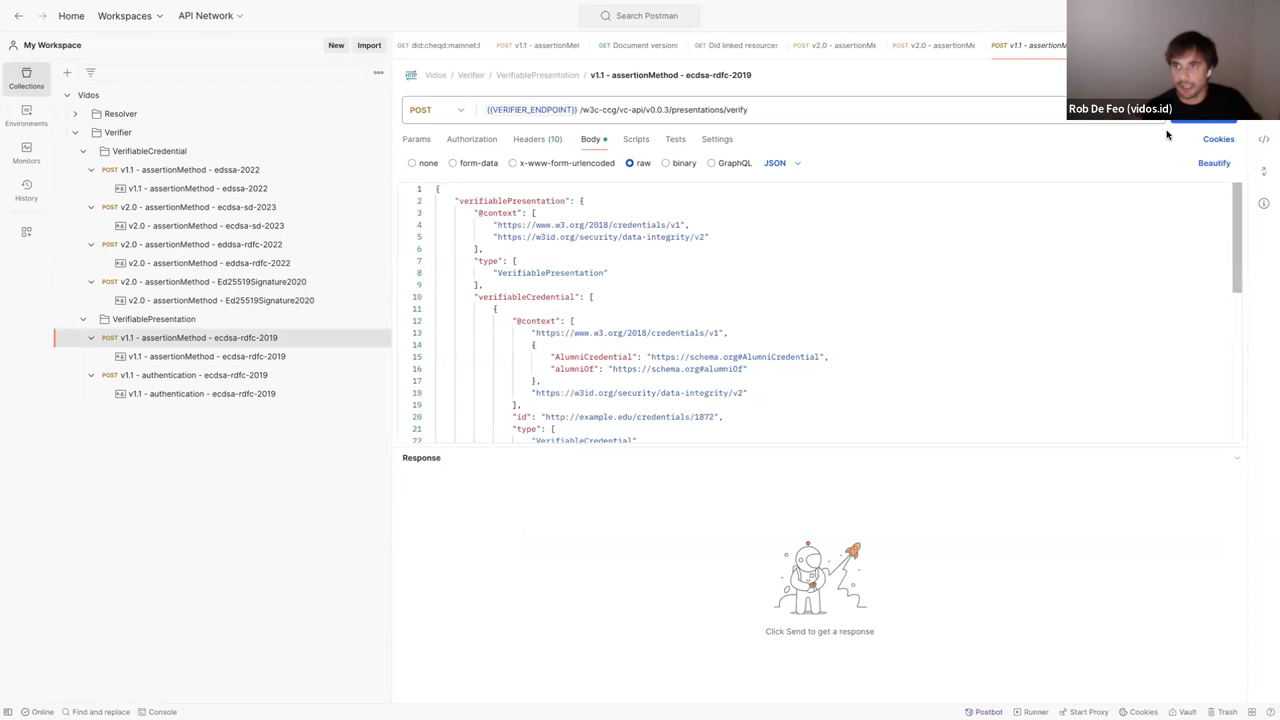 Home
Workspaces
API Network
Search Postman
Rob De Feo (vidos.id)
My Workspace
New
Import
GET did:cheqd:mainnet:
POST v1.1 - assertionMet
GET Document version
GET Did linked resource
POST v2.0 - assertionMe
POST v2.0 - assertionMe
POST v1.1 - assertionM
Collections
Environments
Monitors
History
Vidos
Resolver
Verifier
VerifiableCredential
POST v1.1 - assertionMethod - edssa-2022
v1.1 - assertionMethod - edssa-2022
POST v2.0 - assertionMethod - ecdsa-sd-2023
v2.0 - assertionMethod - ecdsa-sd-2023
POST v2.0 - assertionMethod - eddsa-rdfc-2022
v2.0 - assertionMethod - eddsa-rdfc-2022
POST v2.0 - assertionMethod - Ed25519Signature2020
v2.0 - assertionMethod - Ed25519Signature2020
VerifiablePresentation
POST v1.1 - assertionMethod - ecdsa-rdfc-2019
v1.1 - assertionMethod - ecdsa-rdfc-2019
POST v1.1 - authentication - ecdsa-rdfc-2019
v1.1 - authentication - ecdsa-rdfc-2019
HTTP Vidos / Verifier / VerifiablePresentation / v1.1 - assertionMethod - ecdsa-rdfc-2019
POST {{VERIFIER_ENDPOINT}} /w3c-ccg/vc-api/v0.0.3/presentations/verify
Params Authorization Headers (10) Body Scripts Tests Settings Cookies
none form-data x-www-form-urlencoded raw binary GraphQL JSON Beautify
1 {
2 "verifiablePresentation": {
3 "@context": [
4 "https://www.w3.org/2018/credentials/v1",
5 "https://w3id.org/security/data-integrity/v2"
6 ],
7 "type": [
8 "VerifiablePresentation"
9 ],
10 "verifiableCredential": [
11 {
12 "@context": [
13 "https://www.w3.org/2018/credentials/v1",
14 {
15 "AlumniCredential": "https://schema.org#AlumniCredential",
16 "alumniOf": "https://schema.org#alumniOf"
17 },
18 "https://w3id.org/security/data-integrity/v2"
19 ],
20 "id": "http://example.edu/credentials/1872",
21 "type": [
22 "VerifiableCredential"
Response
Click Send to get a response
Online
Find and replace
Console
Postbot
Runner
Start Proxy
Cookies
Vault
Trash